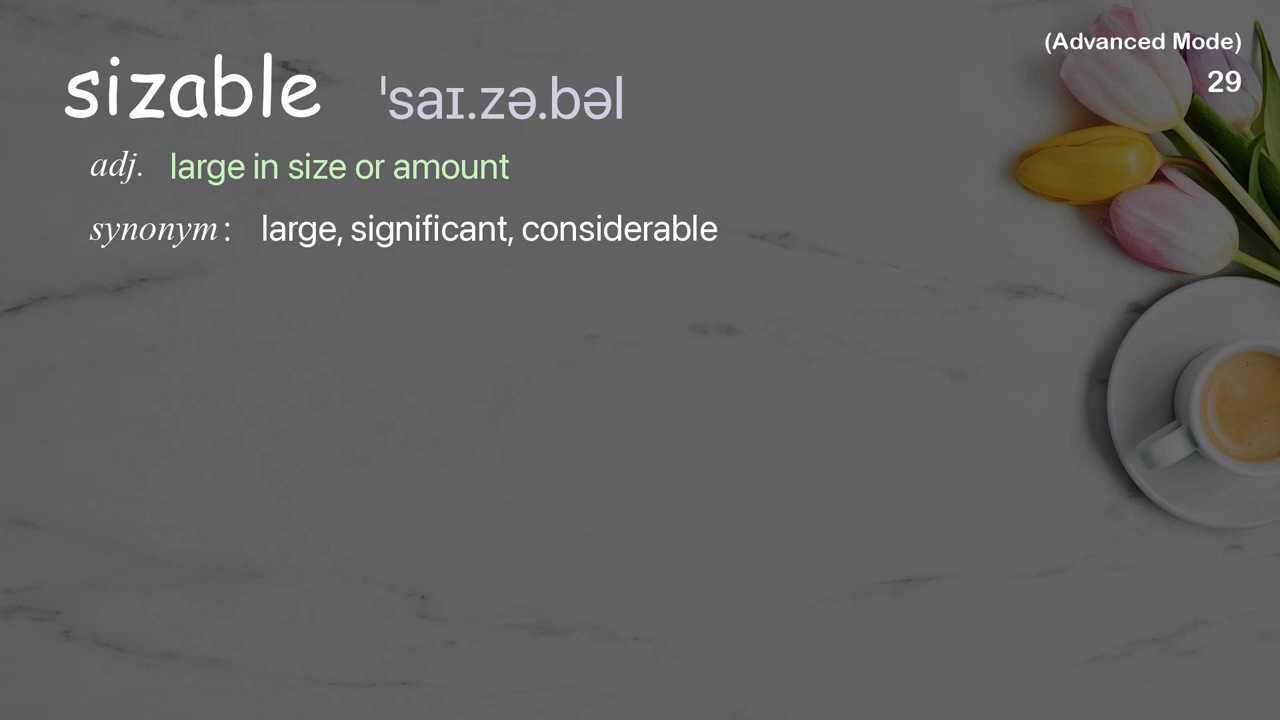 (Advanced Mode)
29
sizable ˈsaɪ.zə.bəl
adj. large in size or amount
synonym: large, significant, considerable